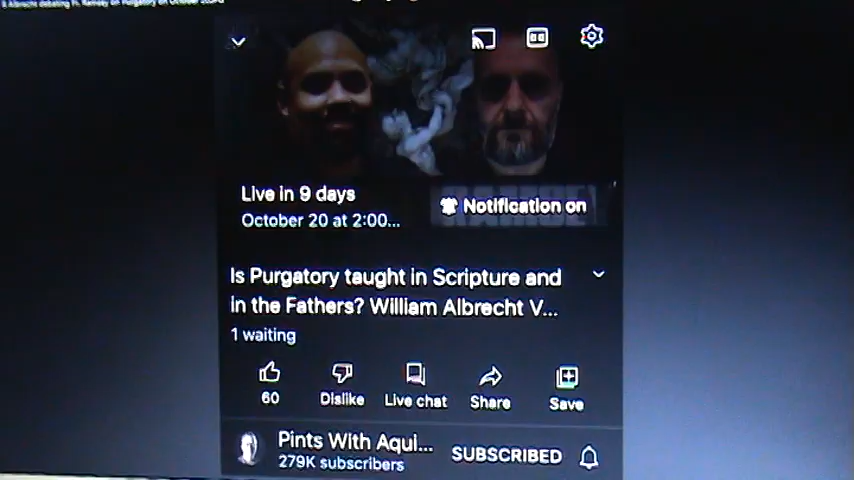 Live in 9 days
October 20 at 2:00...
Notification on
Is Purgatory taught in Scripture and
in the Fathers? William Albrecht V...
1 waiting
60
Dislike
Live chat
Share
Save
Pints With Aqui...
279K subscribers
SUBSCRIBED